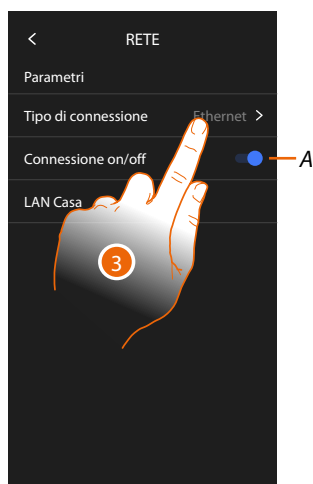 RETE
Parametri
Tipo di connessione Ethernet
Connessione on/off A
LAN Casa
3